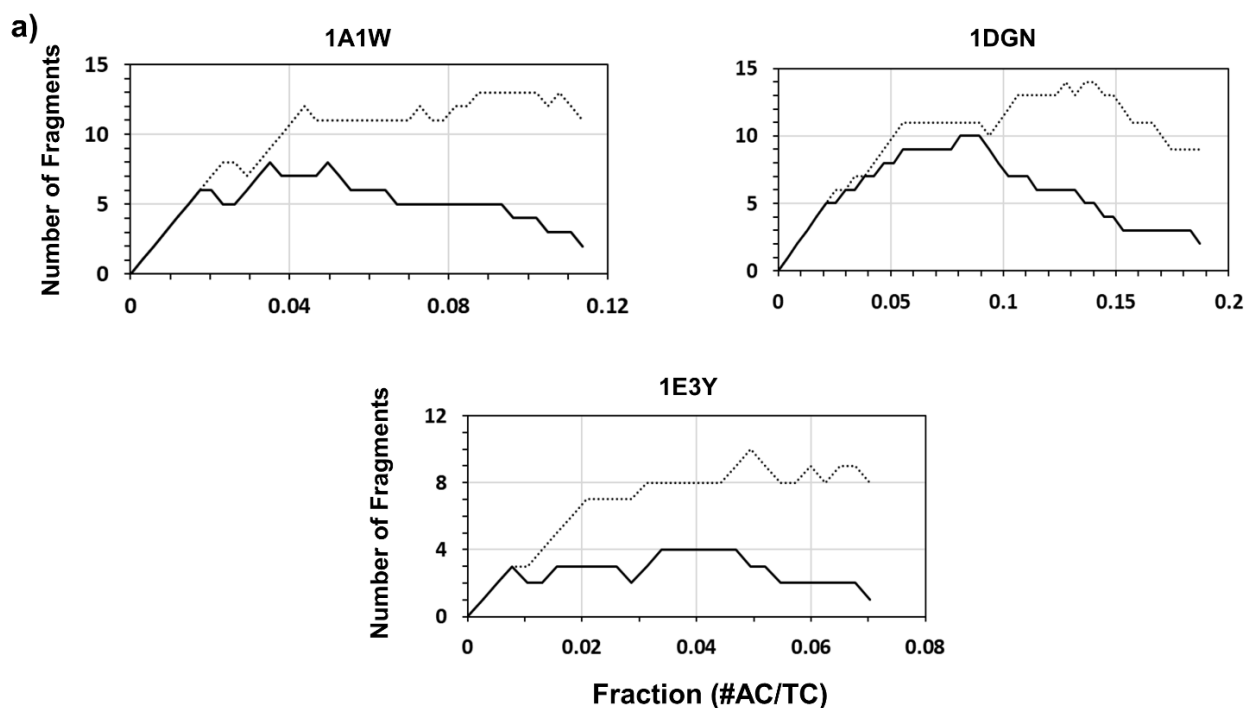 a)
1A1W
Number of Fragments
15
10
5
0
0 0.04 0.08 0.12
1DGN
15
10
5
0
0 0.05 0.1 0.15 0.2
1E3Y
Number of Fragments
12
8
4
0
0 0.02 0.04 0.06 0.08
Fraction (#AC/TC)